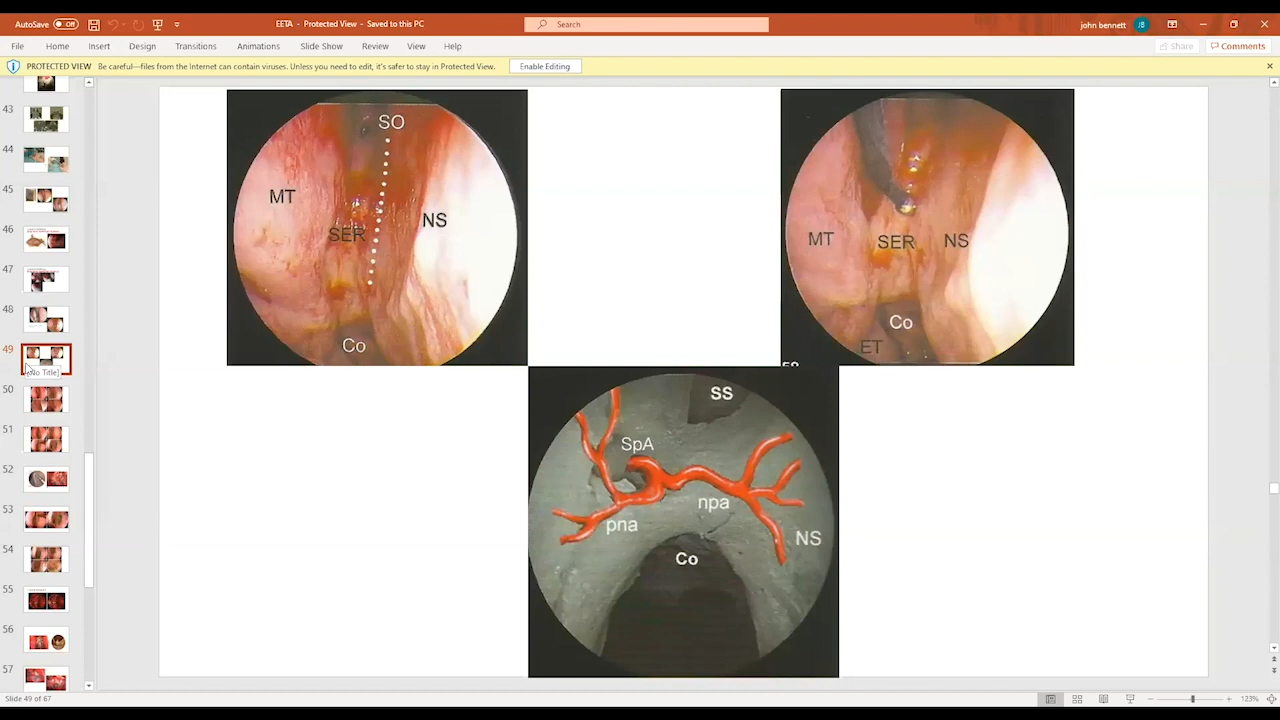 AutoSave Off
EETA - Protected View - Saved to this PC
Search
john bennett JB
File Home Insert Design Transitions Animations Slide Show Review View Help
Share Comments
PROTECTED VIEW Be careful—files from the Internet can contain viruses. Unless you need to edit, it's safer to stay in Protected View. Enable Editing
43
44
45
46
47
48
49
[No Title]
50
51
52
54
55
56
57
SO
MT
NS
SER
Co
MT
SER
NS
Co
ET
SS
SpA
npa
pna
NS
Co
Slide 49 of 67
123%